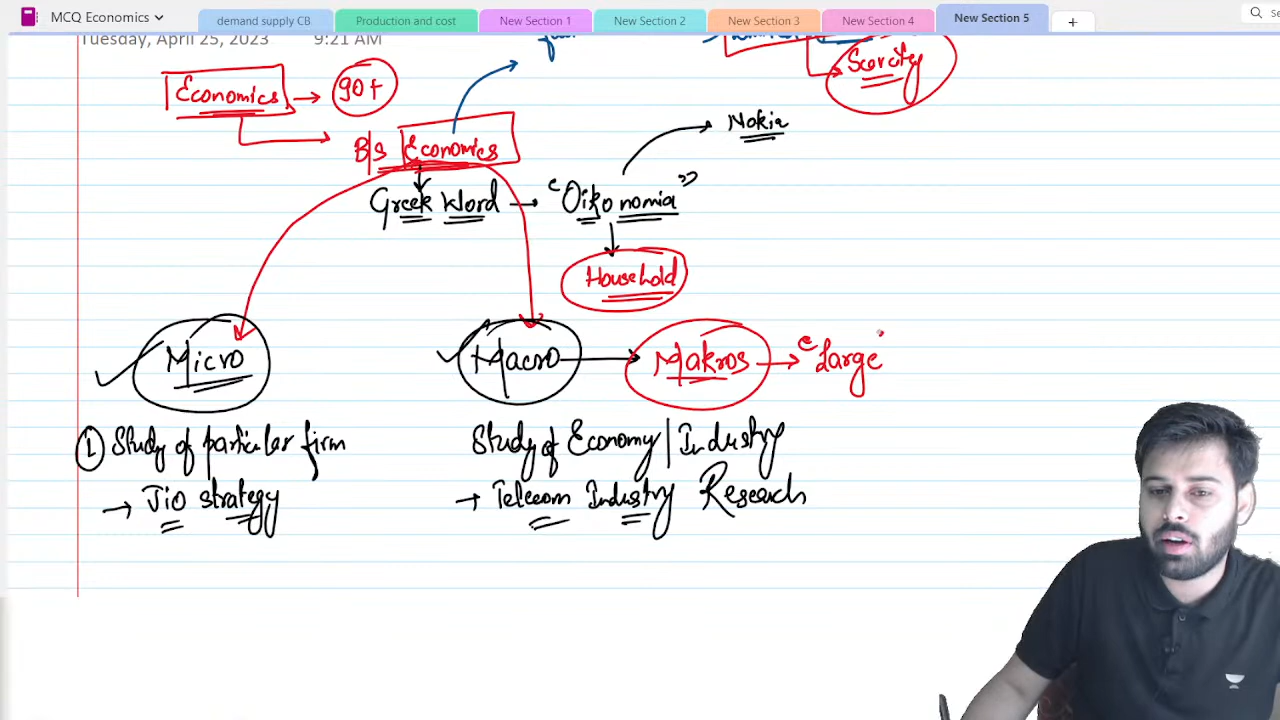 MCQ Economics
demand supply CB
Production and cost
New Section 1
New Section 2
New Section 3
New Section 4
New Section 5
+
Tuesday, April 25, 2023 9:21 AM
Scarcity
Economics → 90+
B/S Economics
Nokia
Greek Word → "Oikonomia"
Household
Micro
Macro → Makros → "Large"
① Study of particular firm
Study of Economy | Industry
→ Jio strategy
→ Telecom Industry Research